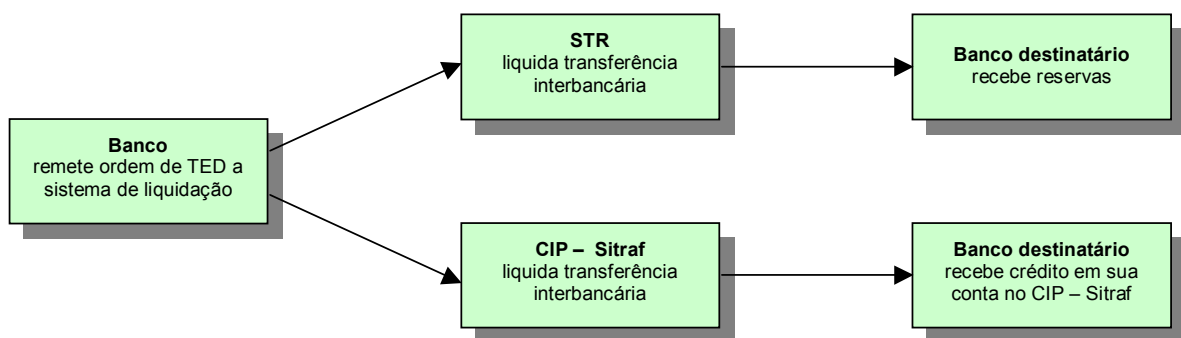 Banco
remete ordem de TED a
sistema de liquidação
STR
liquida transferência
interbancária
Banco destinatário
recebe reservas
CIP – Sitraf
liquida transferência
interbancária
Banco destinatário
recebe crédito em sua
conta no CIP – Sitraf